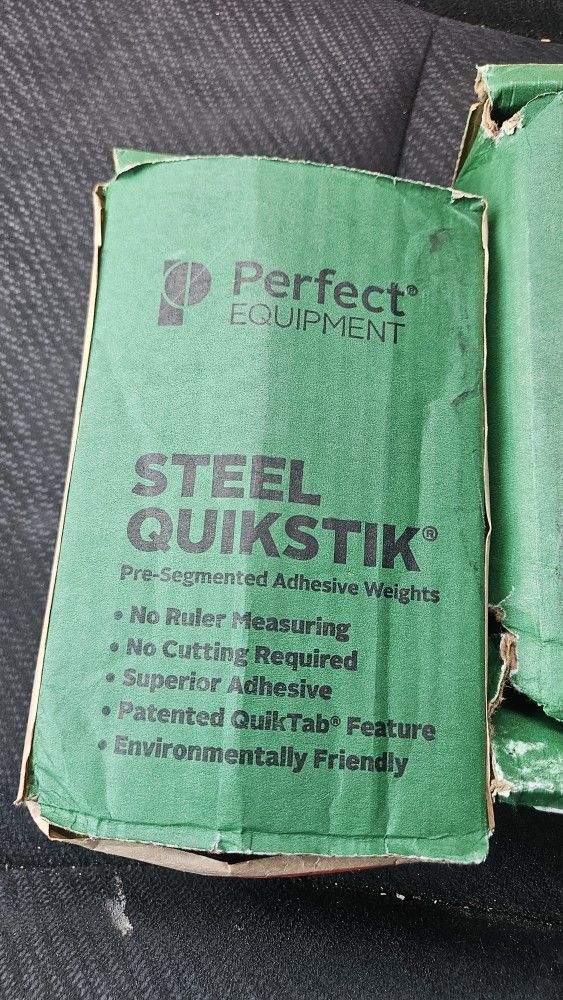 Perfect®
EQUIPMENT
STEEL
QUIKSTIK®
Pre-Segmented Adhesive Weights
• No Ruler Measuring
• No Cutting Required
• Superior Adhesive
• Patented QuikTab® Feature
• Environmentally Friendly